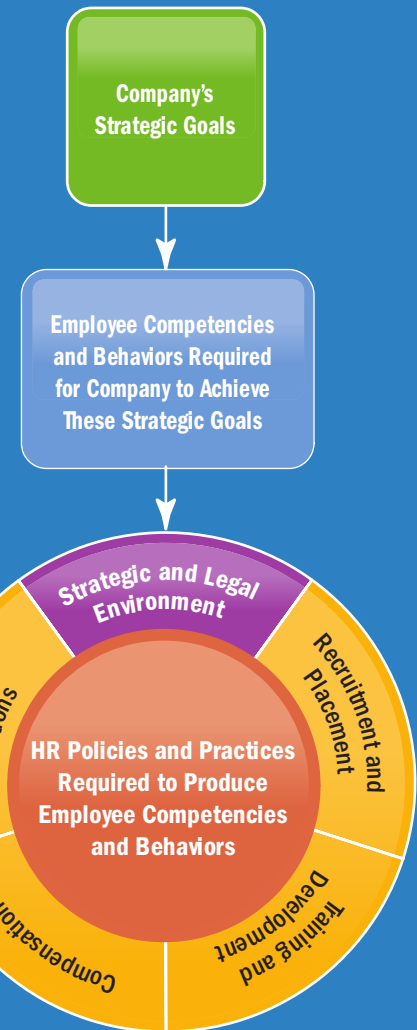 Company's
Strategic Goals
Employee Competencies
and Behaviors Required
for Company to Achieve
These Strategic Goals
Strategic and Legal
Environment
Recruitment and
Placement
HR Policies and Practices
Required to Produce
Employee Competencies
and Behaviors
Training and
Development
Compensation